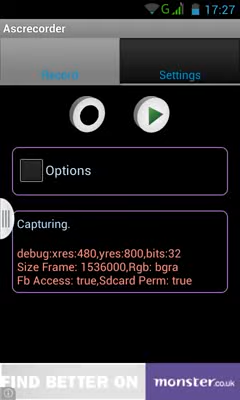 G 17:27
Ascrecorder
Record Settings
Options
Capturing.
debug:xres:480,yres:800,bits:32
Size Frame: 1536000,Rgb: bgra
Fb Access: true,Sdcard Perm: true
FIND BETTER ON monster.co.uk